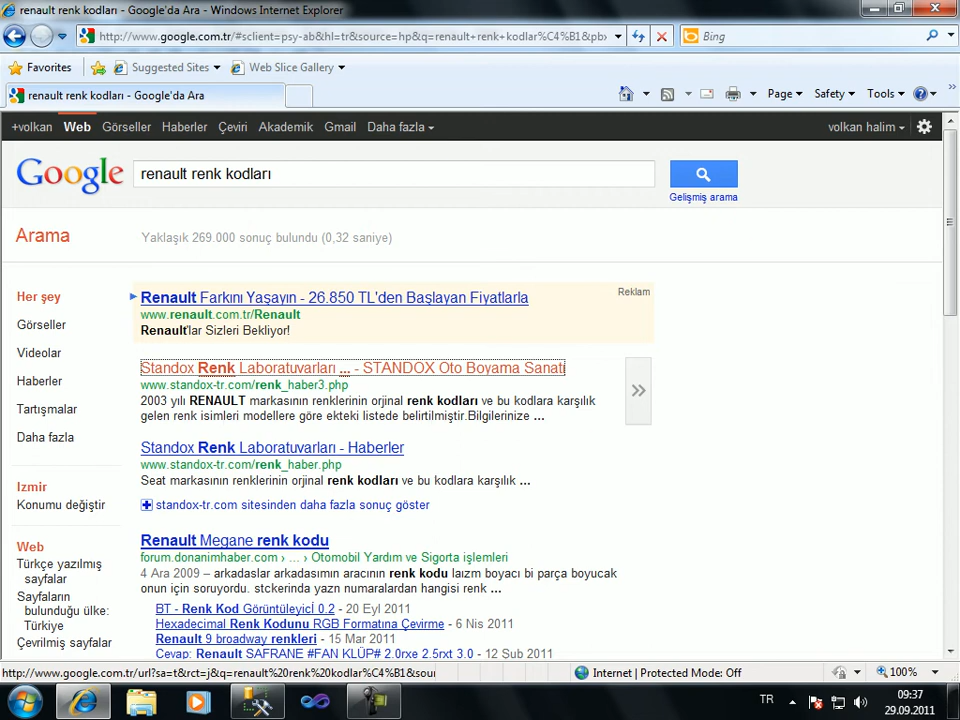 renault renk kodları - Google'da Ara - Windows Internet Explorer
http://www.google.com.tr/#sclient=psy-ab&hl=tr&source=hp&q=renault+renk+kodlar%C4%B1&pb
Bing
Favorites
Suggested Sites
Web Slice Gallery
renault renk kodları - Google'da Ara
Page
Safety
Tools
+volkan Web Görseller Haberler Çeviri Akademik Gmail Daha fazla
volkan halim
Google
renault renk kodları
Gelişmiş arama
Arama
Yaklaşık 269.000 sonuç bulundu (0,32 saniye)
Her şey
Görseller
Videolar
Haberler
Tartışmalar
Daha fazla
Izmir
Konumu değiştir
Web
Türkçe yazılmış
sayfalar
Sayfaların
bulunduğu ülke:
Türkiye
Çevrilmiş sayfalar
Renault Farkını Yaşayın - 26.850 TL'den Başlayan Fiyatlarla
Reklam
www.renault.com.tr/Renault
Renault'lar Sizleri Bekliyor!
Standox Renk Laboratuvarları ... - STANDOX Oto Boyama Sanati
www.standox-tr.com/renk_haber3.php
2003 yılı RENAULT markasının renklerinin orjinal renk kodları ve bu kodlara karşılık
gelen renk isimleri modellere göre ekteki listede belirtilmiştir.Bilgilerinize ...
Standox Renk Laboratuvarları - Haberler
www.standox-tr.com/renk_haber.php
Seat markasının renklerinin orjinal renk kodları ve bu kodlara karşılık ...
standox-tr.com sitesinden daha fazla sonuç göster
Renault Megane renk kodu
forum.donanimhaber.com › ... › Otomobil Yardım ve Sigorta işlemleri
4 Ara 2009 – arkadaslar arkadasımın aracının renk kodu laızm boyacı bi parça boyucak
onun için soruyordu. stckerinda yazn numaralardan hangisi renk ...
BT - Renk Kod Görüntüleyicİ 0.2 - 20 Eyl 2011
Hexadecimal Renk Kodunu RGB Formatına Çevirme - 6 Nis 2011
Renault 9 broadway renkleri - 15 Mar 2011
Cevap: Renault SAFRANE #FAN KLÜP# 2.0rxe 2.5rxt 3.0 - 12 Şub 2011
http://www.google.com.tr/url?sa=t&rct=j&q=renault%20renk%20kodlar%C4%B1&sou
Internet | Protected Mode: Off
100%
TR
09:37
29.09.2011